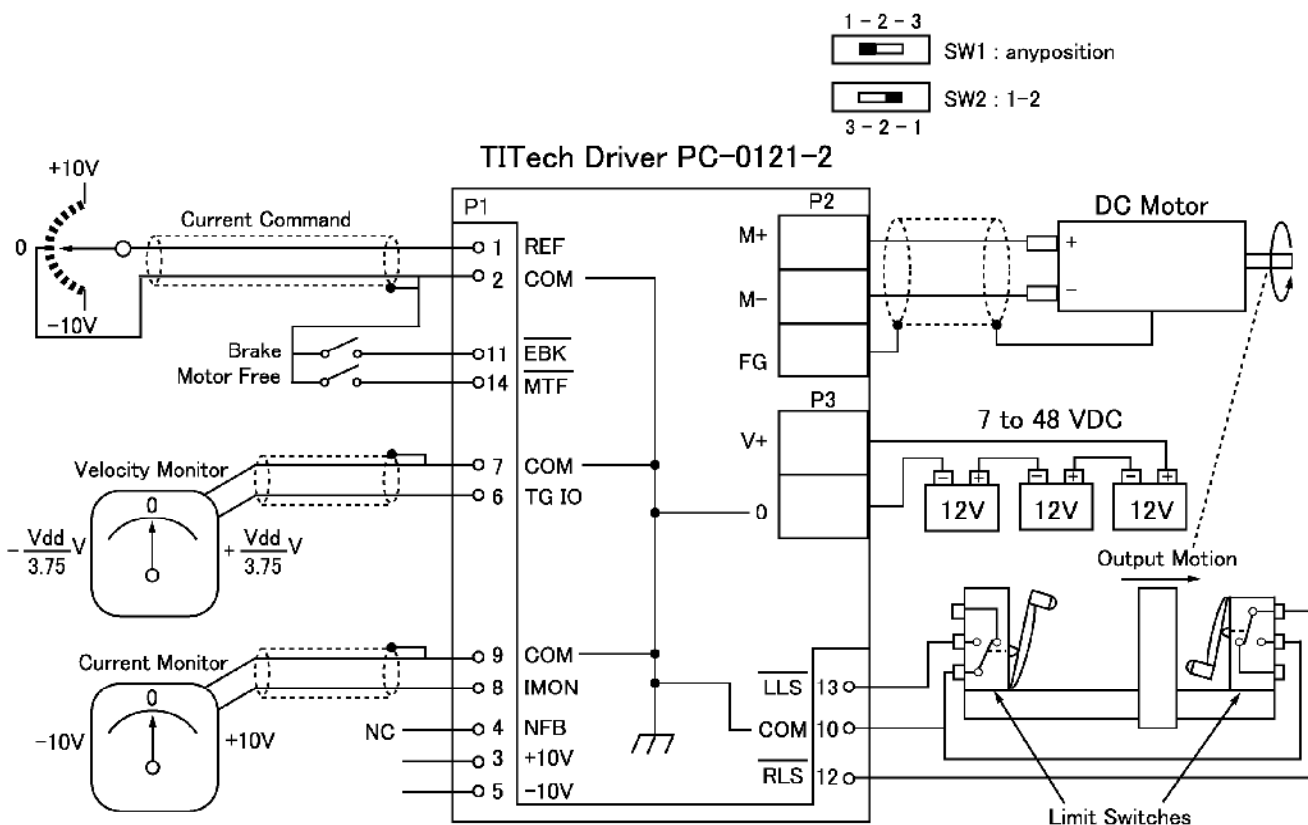 1 - 2 - 3
SW1 : anyposition
SW2 : 1-2
3 - 2 - 1
TITech Driver PC-0121-2
+10V
0
-10V
Current Command
P1
1 REF
2 COM
Brake
11 EBK
Motor Free
14 MTF
Velocity Monitor
7 COM
6 TG IO
0
- Vdd/3.75 V
+ Vdd/3.75 V
Current Monitor
9 COM
8 IMON
0
-10V
+10V
NC
4 NFB
3 +10V
5 -10V
P2
M+
M-
FG
DC Motor
+
-
P3
V+
0
7 to 48 VDC
- + - + - +
12V 12V 12V
Output Motion
LLS 13
COM 10
RLS 12
Limit Switches